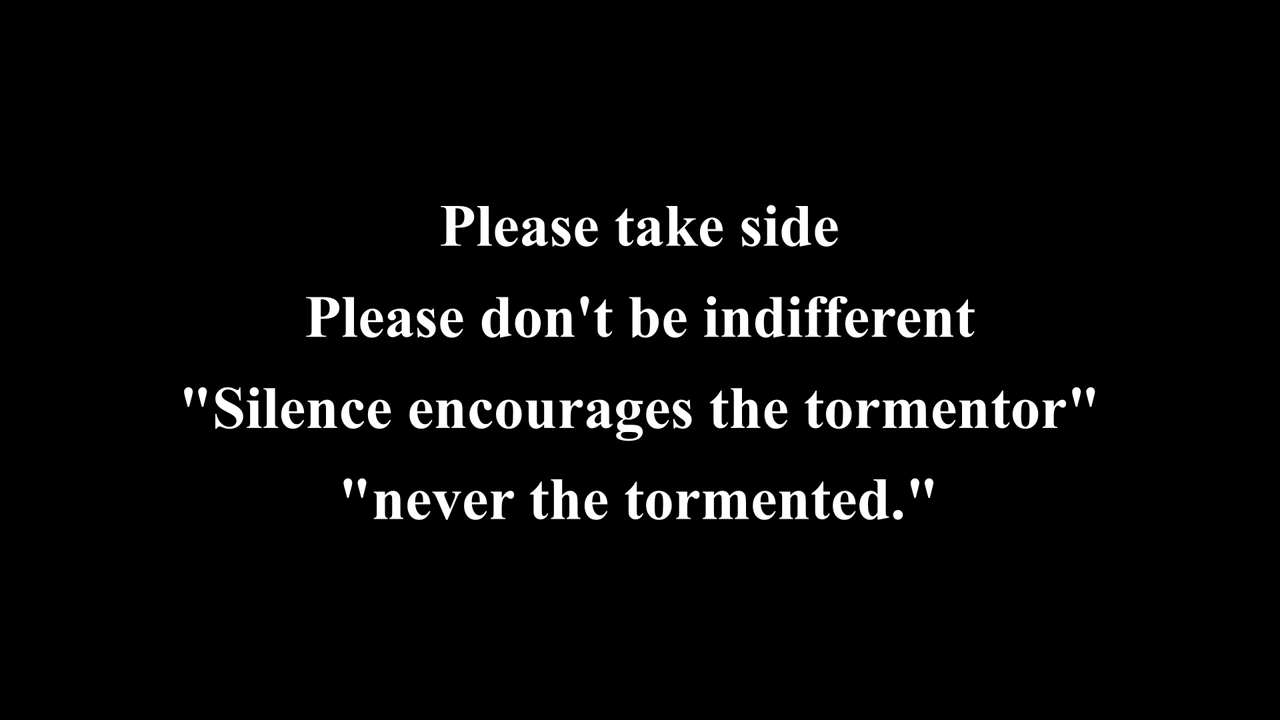 Please take side
Please don't be indifferent
"Silence encourages the tormentor"
"never the tormented."